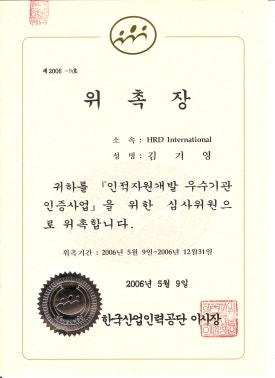 위 촉 장
소 속 : HRD International
성 명 : 김 기 영
귀하를 『인적자원개발 우수기관
인증사업』을 위한 심사위원으
로 위촉합니다.
위촉기간 : 2006년 5월 9일~2006년 12월31일
2006년 5월 9일
한국산업인력공단 이사장